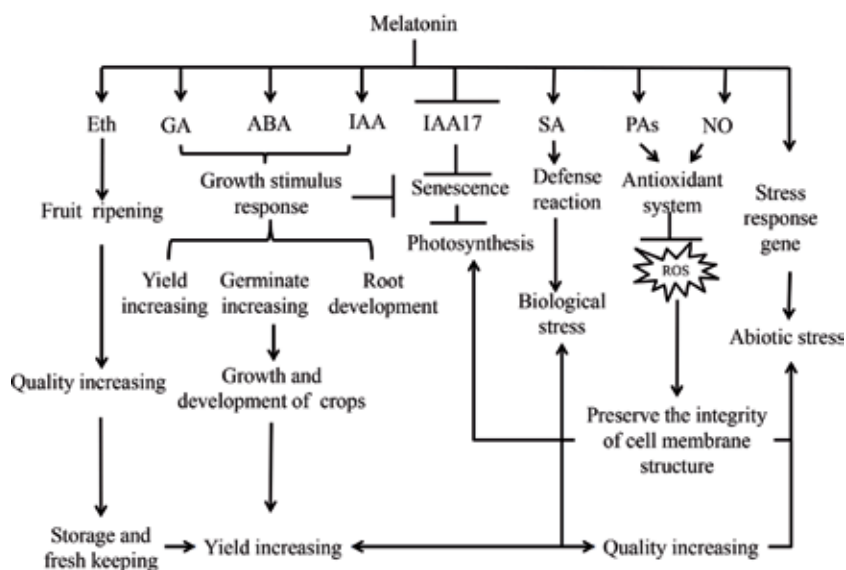 Melatonin
Eth
GA
ABA
IAA
IAA17
SA
PAs
NO
Fruit ripening
Growth stimulus
response
Senescence
Defense
reaction
Antioxidant
system
Stress
response
gene
Photosynthesis
ROS
Yield
increasing
Germinate
increasing
Root
development
Biological
stress
Abiotic stress
Quality increasing
Growth and
development of crops
Preserve the integrity
of cell membrane
structure
Storage and
fresh keeping
Yield increasing
Quality increasing